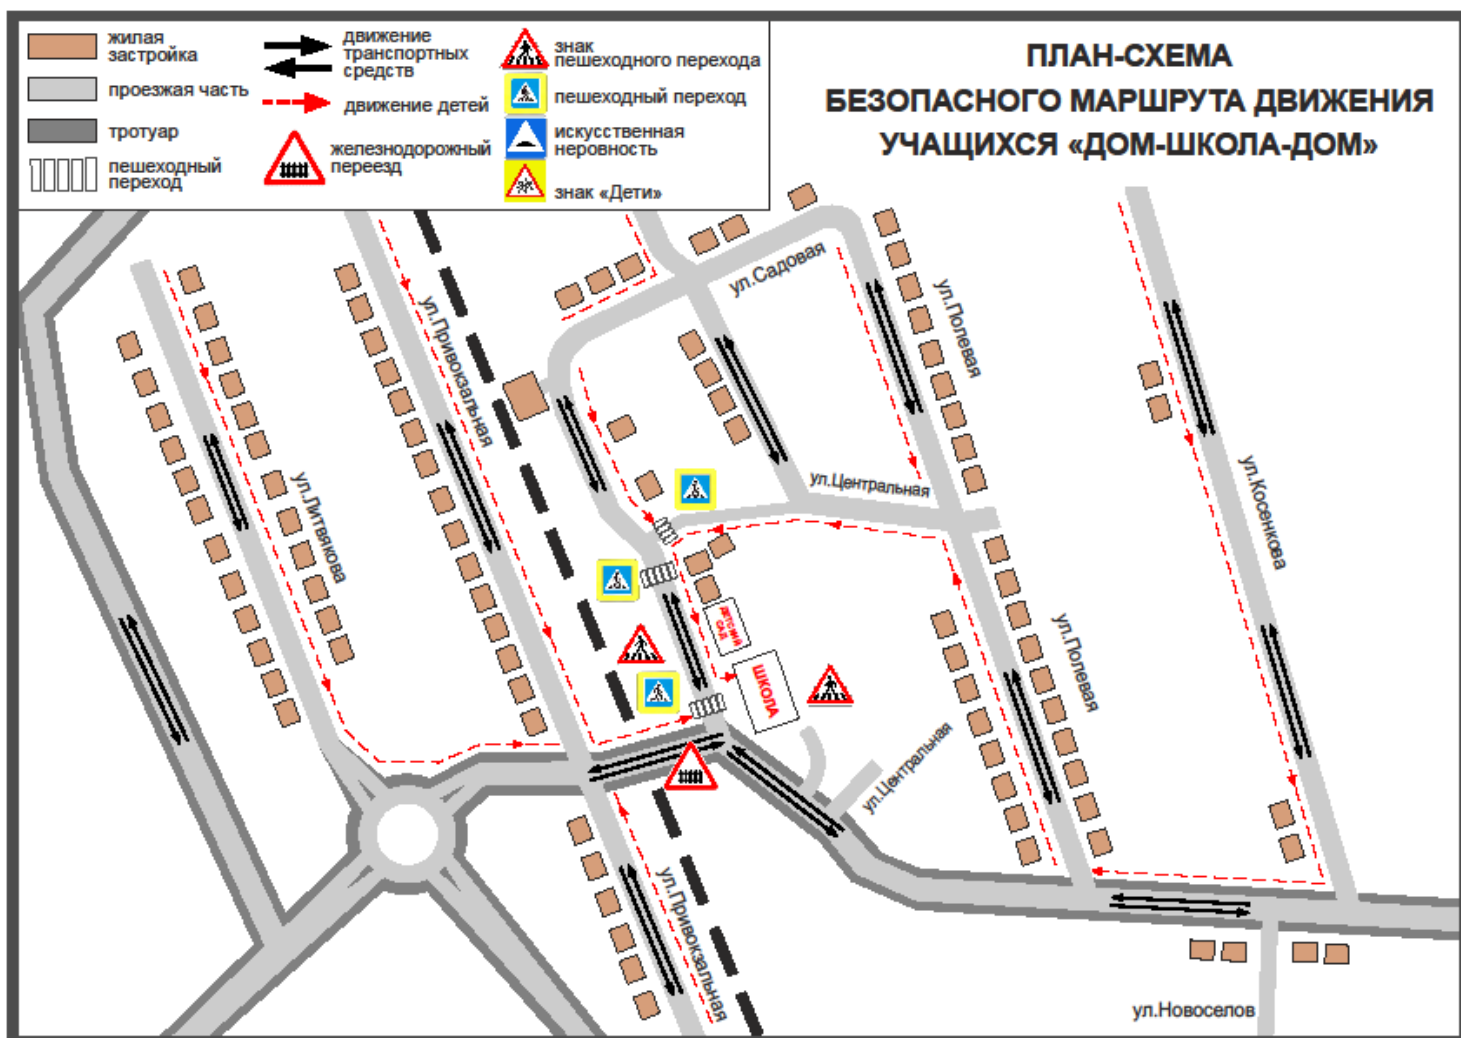 жилая
застройка
проезжая часть
тротуар
пешеходный
переход
движение
транспортных
средств
движение детей
железнодорожный
переезд
знак
пешеходного перехода
пешеходный переход
искусственная
неровность
знак «Дети»
ПЛАН-СХЕМА
БЕЗОПАСНОГО МАРШРУТА ДВИЖЕНИЯ
УЧАЩИХСЯ «ДОМ-ШКОЛА-ДОМ»
ул.Садовая
ул.Полевая
ул.Привокзальная
ул.Литвякова
ул.Центральная
ул.Косенкова
ДЕТСКИЙ
САД
ШКОЛА
ул.Полевая
ул.Центральная
ул.Привокзальная
ул.Новоселов